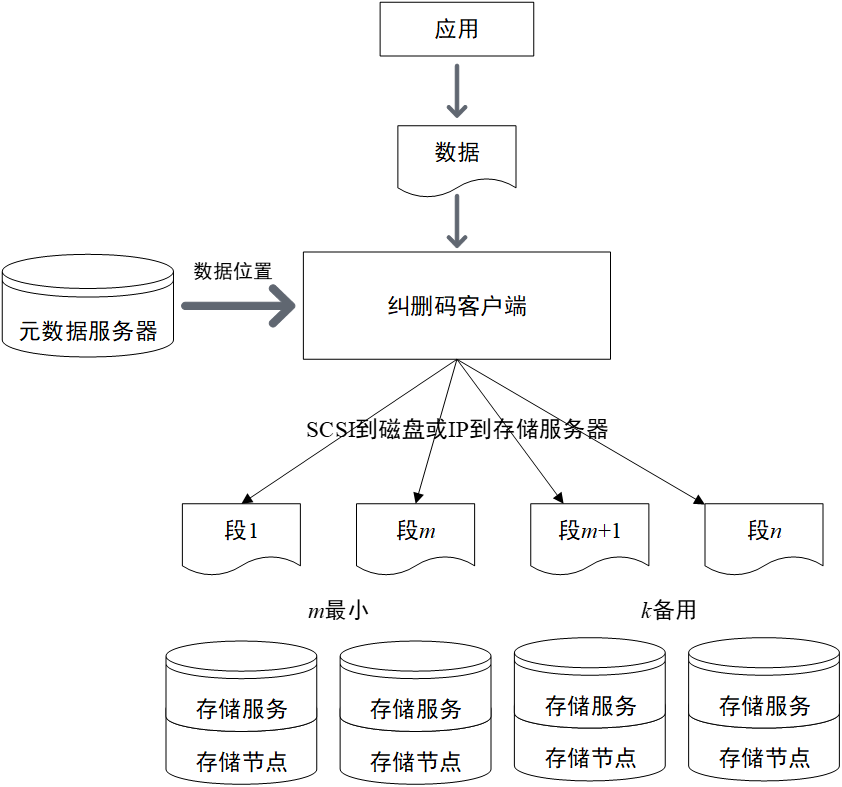 应用
数据
数据位置
元数据服务器
纠删码客户端
SCSI到磁盘或IP到存储服务器
段1
段m
段m+1
段n
m最小
k备用
存储服务
存储服务
存储服务
存储服务
存储节点
存储节点
存储节点
存储节点